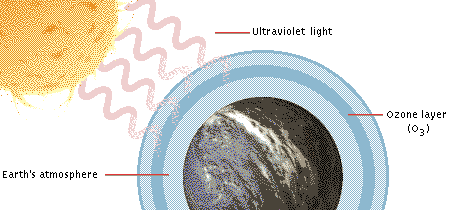 Ultraviolet light
Ozone layer
(O3)
Earth's atmosphere